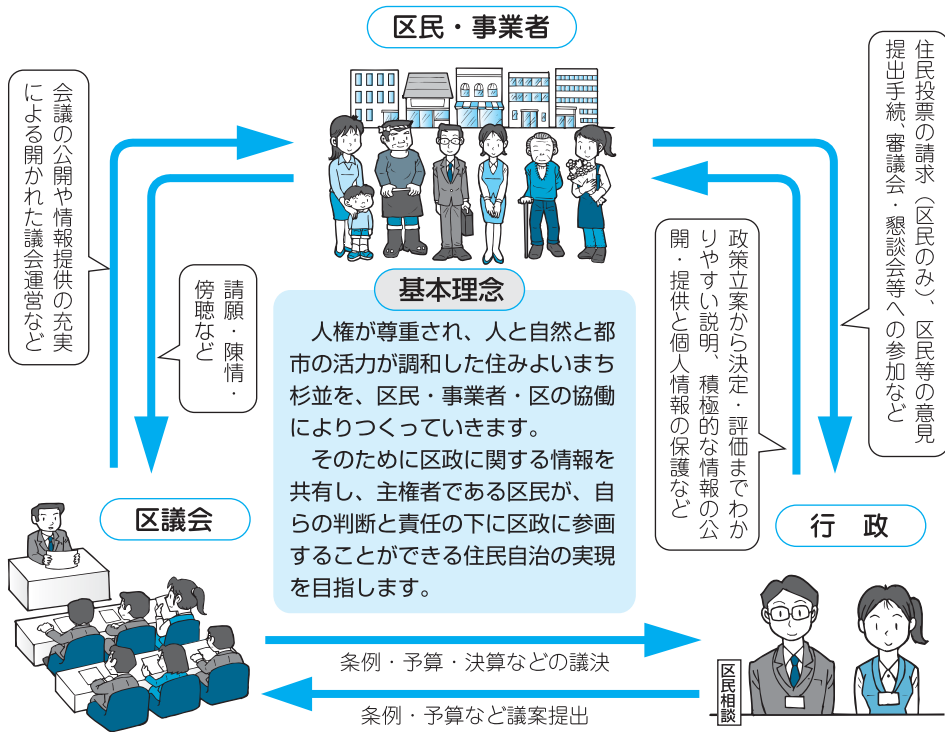 区民・事業者
会議の公開や情報提供の充実
による開かれた議会運営など
請願・陳情・
傍聴など
住民投票の請求（区民のみ）、区民等の意見
提出手続、審議会・懇談会等への参加など
政策立案から決定・評価までわか
りやすい説明、積極的な情報の公
開・提供と個人情報の保護など
基本理念
人権が尊重され、人と自然と都
市の活力が調和した住みよいまち
杉並を、区民・事業者・区の協働
によりつくっていきます。
そのために区政に関する情報を
共有し、主権者である区民が、自
らの判断と責任の下に区政に参画
することができる住民自治の実現
を目指します。
区議会
行　政
条例・予算・決算などの議決
条例・予算など議案提出
区民相談